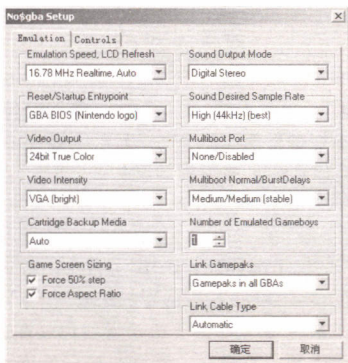 No$gba Setup
Emulation Controls
Emulation Speed, LCD Refresh
16.78 MHz Realtime, Auto
Reset/Startup Entrypoint
GBA BIOS (Nintendo logo)
Video Output
24bit True Color
Video Intensity
VGA (bright)
Cartridge Backup Media
Auto
Game Screen Sizing
Force 50% step
Force Aspect Ratio
Sound Output Mode
Digital Stereo
Sound Desired Sample Rate
High (44kHz) (best)
Multiboot Port
None/Disabled
Multiboot Normal/BurstDelays
Medium/Medium (stable)
Number of Emulated Gameboys
1
Link Gamepaks
Gamepaks in all GBAs
Link Cable Type
Automatic
确定 取消